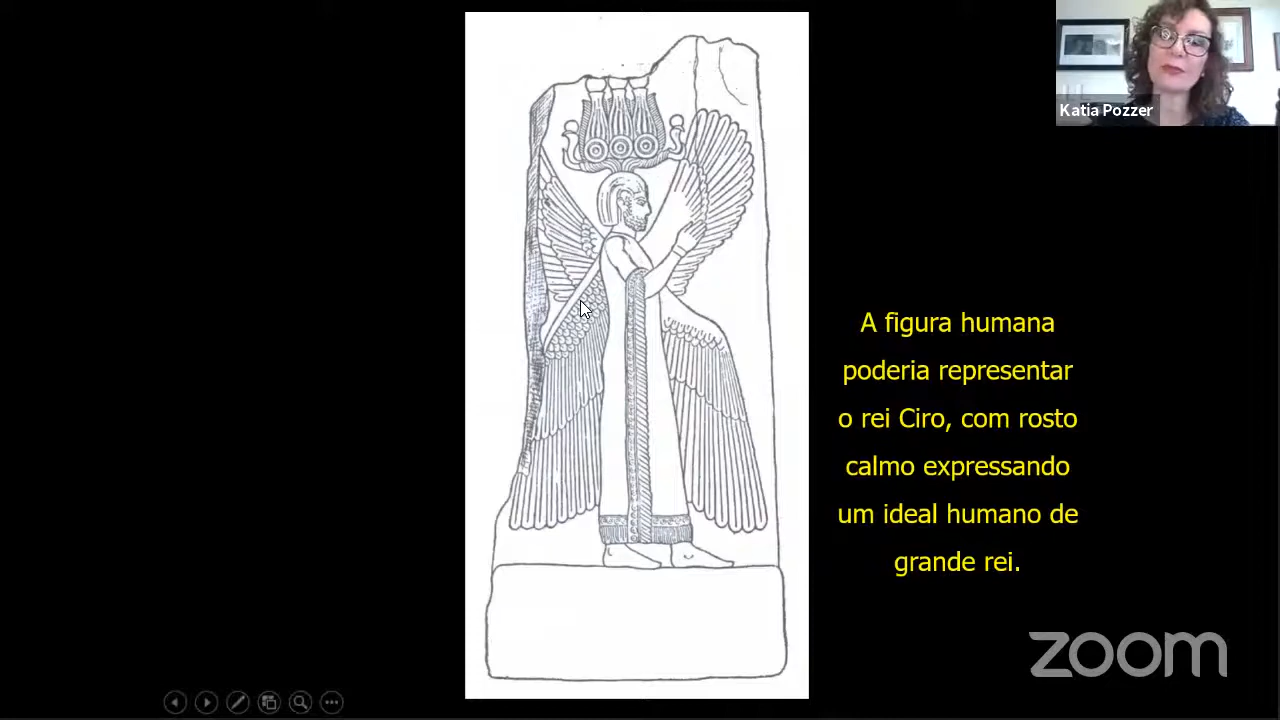 Katia Pozzer
A figura humana
poderia representar
o rei Ciro, com rosto
calmo expressando
um ideal humano de
grande rei.
zoom